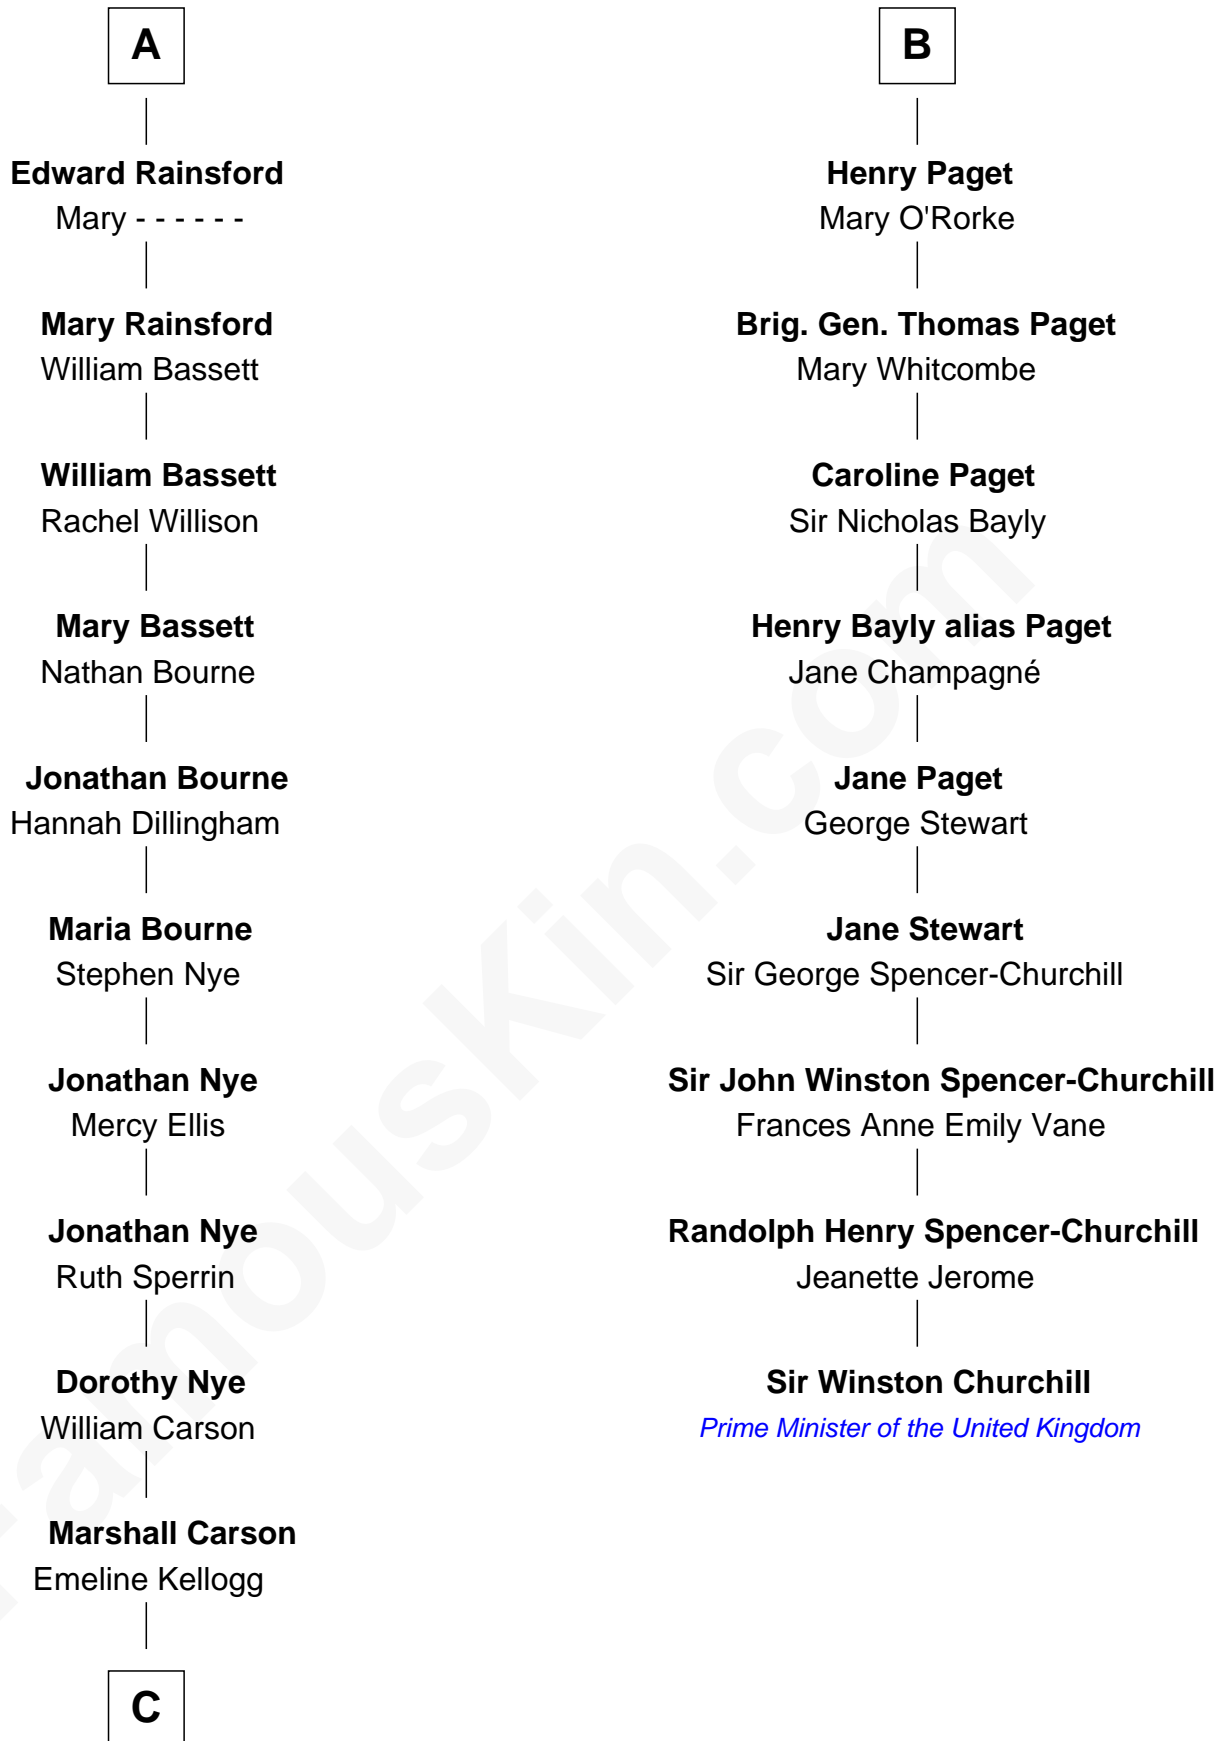 A
Edward Rainsford
Mary - - - - - -
Mary Rainsford
William Bassett
William Bassett
Rachel Willison
Mary Bassett
Nathan Bourne
Jonathan Bourne
Hannah Dillingham
Maria Bourne
Stephen Nye
Jonathan Nye
Mercy Ellis
Jonathan Nye
Ruth Sperrin
Dorothy Nye
William Carson
Marshall Carson
Emeline Kellogg
C
B
Henry Paget
Mary O'Rorke
Brig. Gen. Thomas Paget
Mary Whitcombe
Caroline Paget
Sir Nicholas Bayly
Henry Bayly alias Paget
Jane Champagné
Jane Paget
George Stewart
Jane Stewart
Sir George Spencer-Churchill
Sir John Winston Spencer-Churchill
Frances Anne Emily Vane
Randolph Henry Spencer-Churchill
Jeanette Jerome
Sir Winston Churchill
Prime Minister of the United Kingdom
FamousKin.com